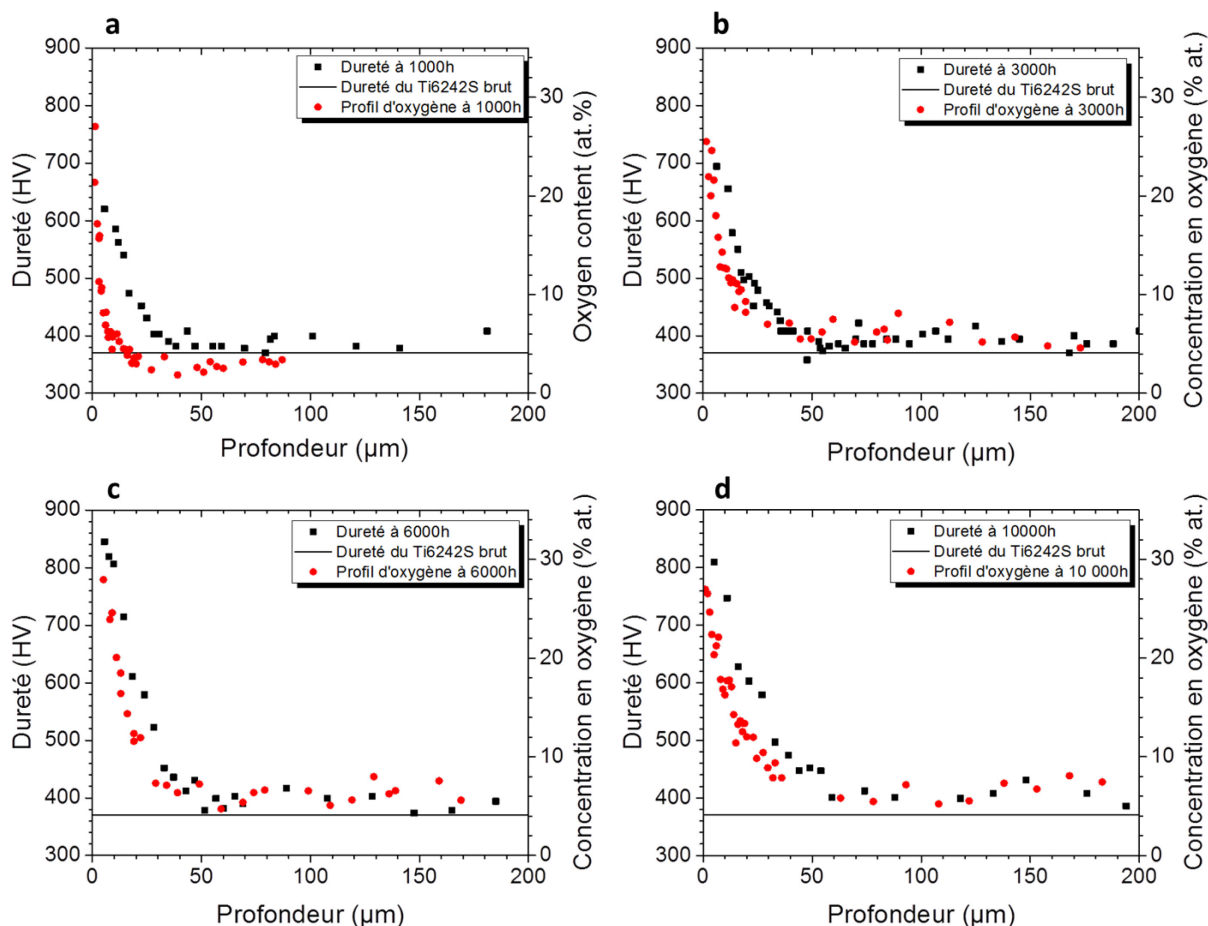 a
900
800
700
600
500
400
300
Dureté (HV)
0 50 100 150 200
Profondeur (µm)
30
20
10
0
Oxygen content (at.%)
Dureté à 1000h
Dureté du Ti6242S brut
Profil d'oxygène à 1000h
b
900
800
700
600
500
400
300
Dureté (HV)
0 50 100 150 200
Profondeur (µm)
30
20
10
0
Concentration en oxygène (% at.)
Dureté à 3000h
Dureté du Ti6242S brut
Profil d'oxygène à 3000h
c
900
800
700
600
500
400
300
Dureté (HV)
0 50 100 150 200
Profondeur (µm)
30
20
10
0
Concentration en oxygène (% at.)
Dureté à 6000h
Dureté du Ti6242S brut
Profil d'oxygène à 6000h
d
900
800
700
600
500
400
300
Dureté (HV)
0 50 100 150 200
Profondeur (µm)
30
20
10
0
Concentration en oxygène (% at.)
Dureté à 10000h
Dureté du Ti6242S brut
Profil d'oxygène à 10 000h